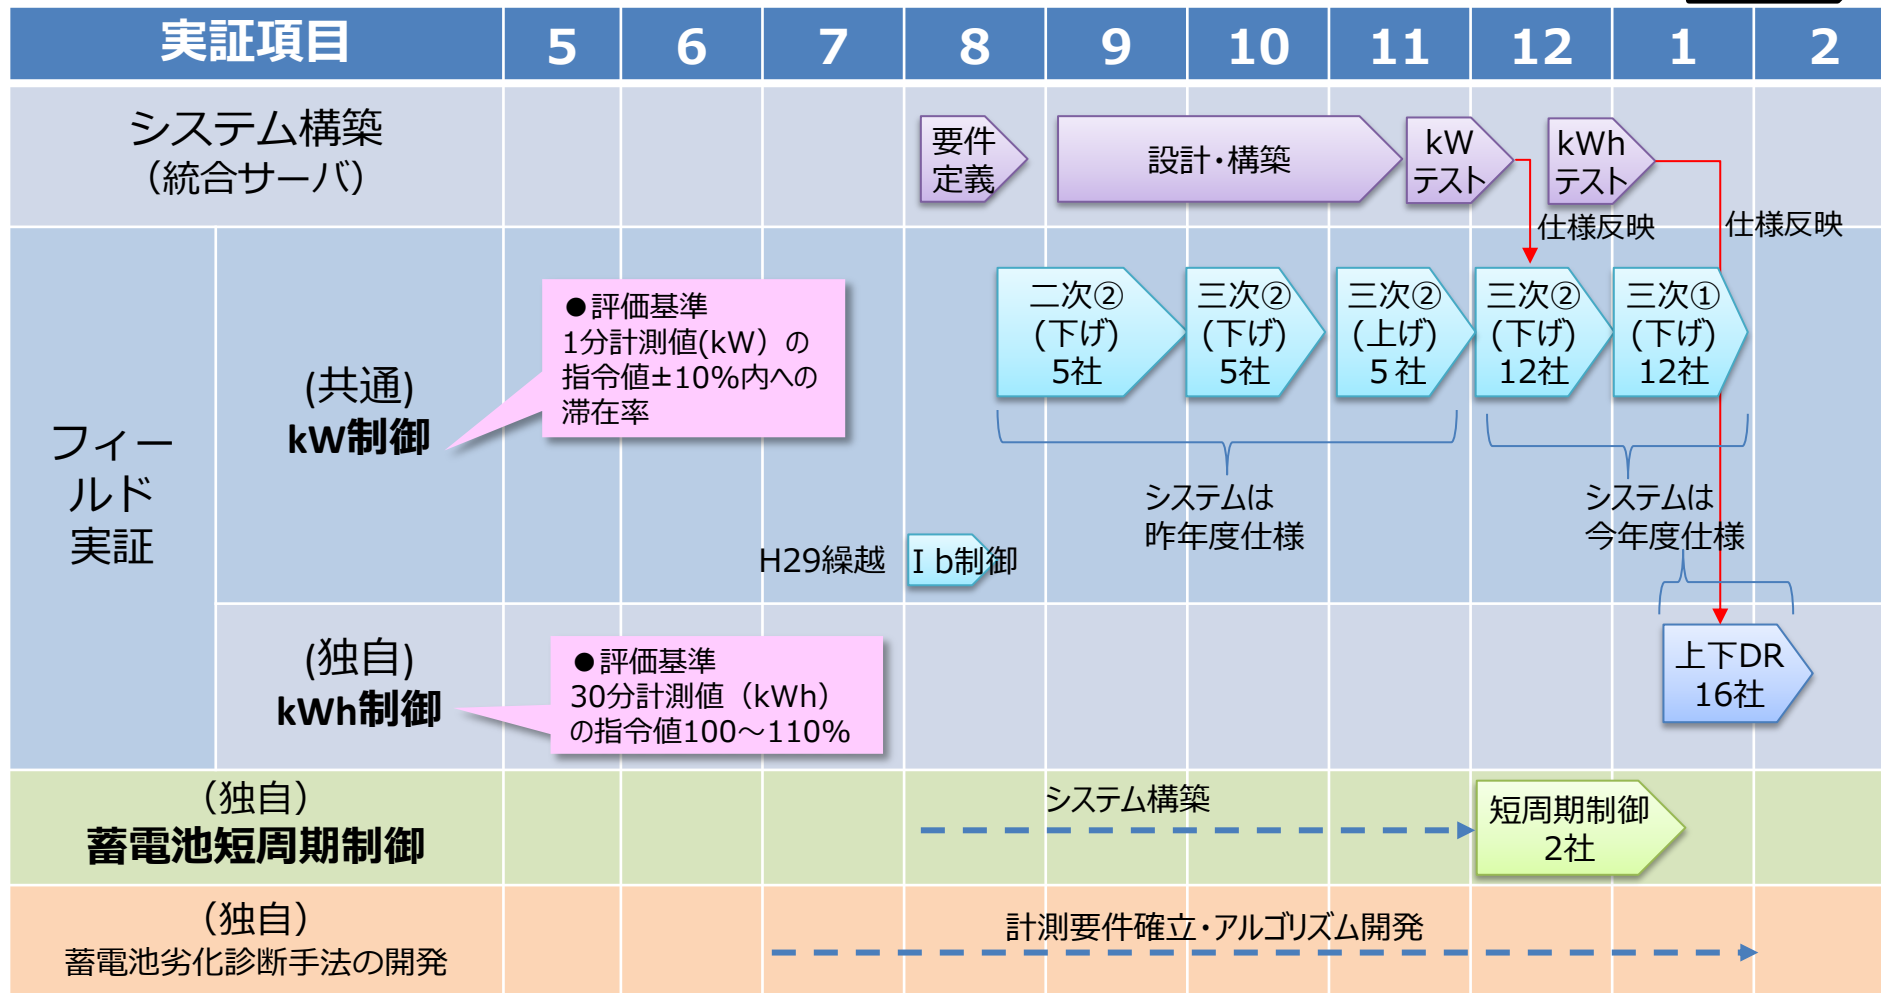 実証項目
5
6
7
8
9
10
11
12
1
2
システム構築
（統合サーバ）
要件
定義
設計・構築
kW
テスト
kWh
テスト
仕様反映
仕様反映
フィー
ルド
実証
(共通)
kW制御
●評価基準
1分計測値(kW）の
指令値±10%内への
滞在率
二次②
(下げ)
5社
三次②
(下げ)
5社
三次②
(上げ)
５社
三次②
(下げ)
12社
三次①
(下げ)
12社
システムは
昨年度仕様
システムは
今年度仕様
H29繰越
Ⅰb制御
(独自)
kWh制御
●評価基準
30分計測値（kWh）
の指令値100～110%
上下DR
16社
（独自）
蓄電池短周期制御
システム構築
短周期制御
2社
（独自）
蓄電池劣化診断手法の開発
計測要件確立・アルゴリズム開発